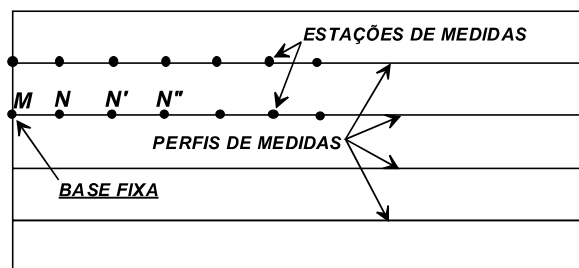 ESTAÇÕES DE MEDIDAS
M N N' N"
PERFIS DE MEDIDAS
BASE FIXA